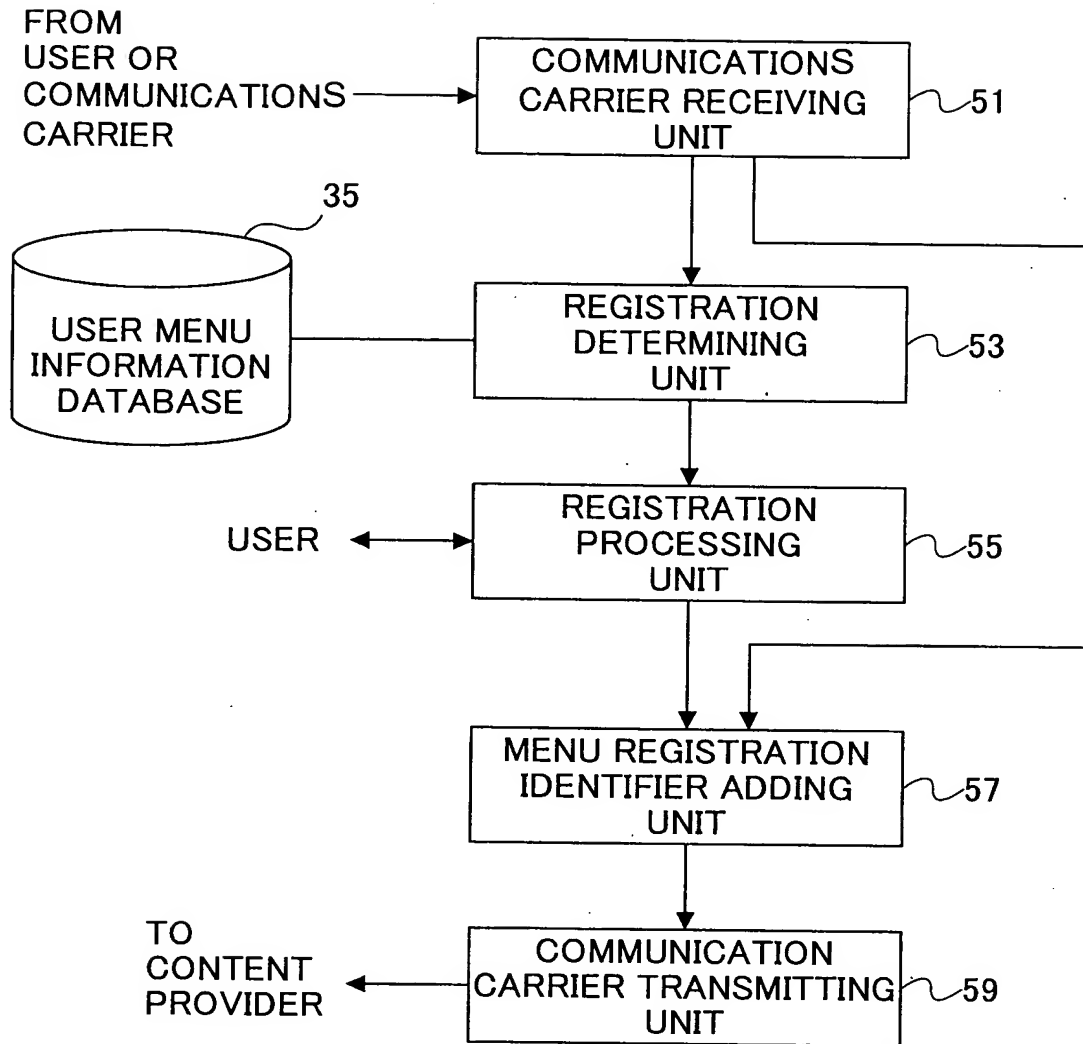 FROM
USER OR
COMMUNICATIONS
CARRIER
COMMUNICATIONS
CARRIER RECEIVING
UNIT
51
35
USER MENU
INFORMATION
DATABASE
REGISTRATION
DETERMINING
UNIT
53
USER
REGISTRATION
PROCESSING
UNIT
55
MENU REGISTRATION
IDENTIFIER ADDING
UNIT
57
TO
CONTENT
PROVIDER
COMMUNICATION
CARRIER TRANSMITTING
UNIT
59